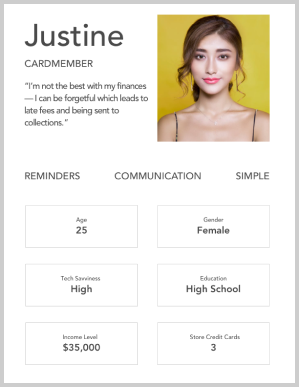 Justine
CARDMEMBER
“I’m not the best with my finances
— I can be forgetful which leads to
late fees and being sent to
collections.”
REMINDERS COMMUNICATION SIMPLE
Age
25
Gender
Female
Tech Savviness
High
Education
High School
Income Level
$35,000
Store Credit Cards
3